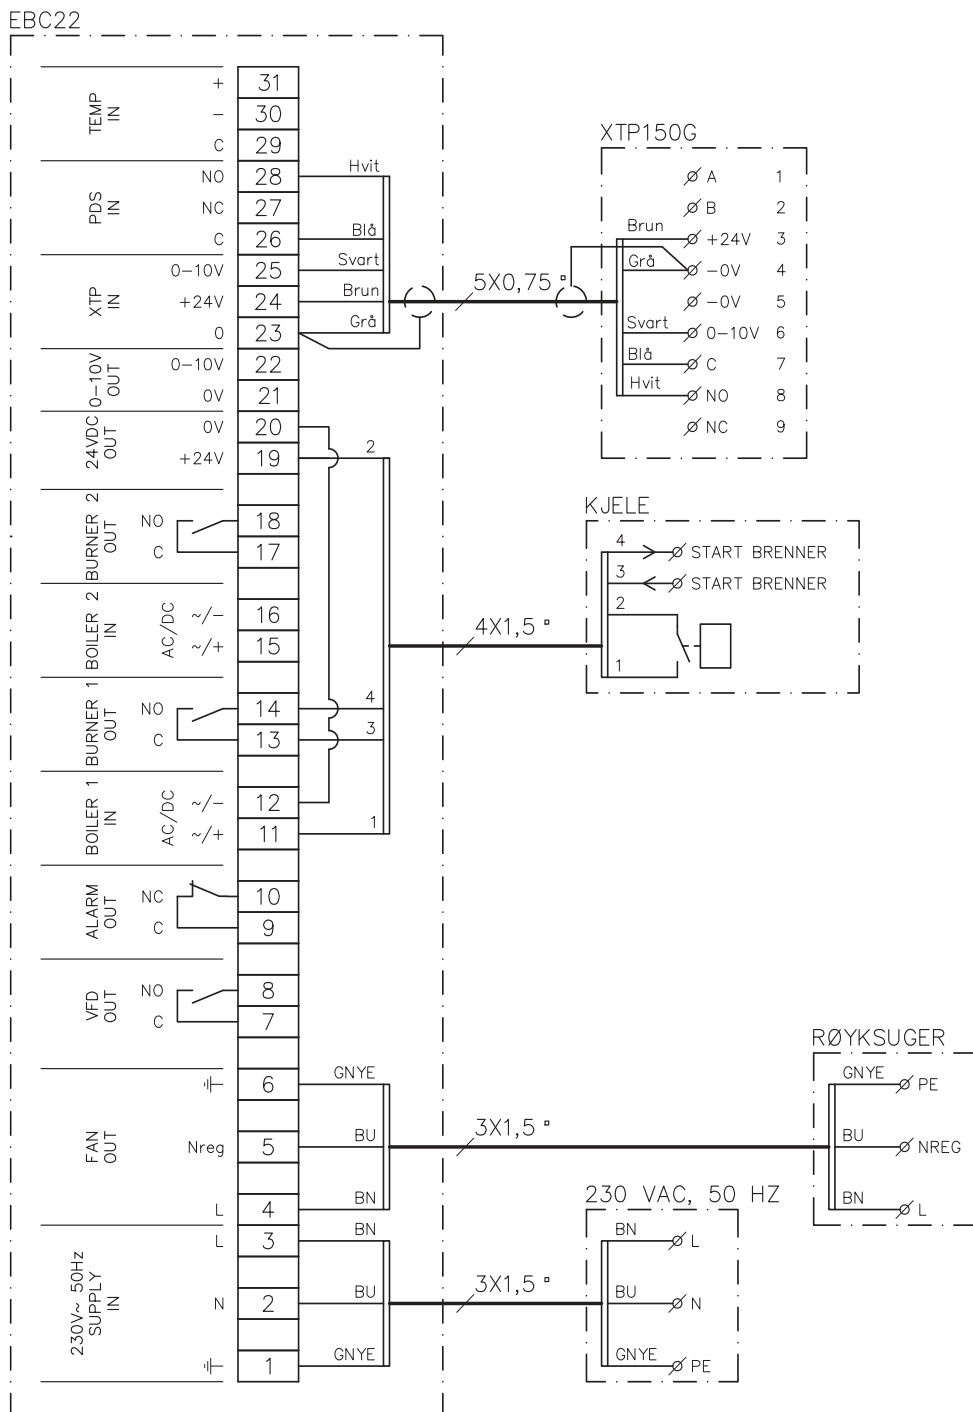 EBC22
TEMP IN
+ 31
- 30
C 29
PDS IN
NO 28 Hvit
NC 27
C 26 Blå
XTP IN
0-10V 25 Svart
+24V 24 Brun
0 23 Grå
5X0,75 ▫
0-10V OUT
0-10V 22
0V 21
24VDC OUT
0V 20
+24V 19 2
BURNER 2 OUT
NO 18
C 17
BOILER 2 IN
AC/DC
~/- 16
~/+ 15
4X1,5 ▫
BURNER 1 OUT
NO 14 4
C 13 3
BOILER 1 IN
AC/DC
~/- 12
~/+ 11 1
ALARM OUT
NC 10
C 9
VFD OUT
NO 8
C 7
FAN OUT
6 GNYE
Nreg 5 BU
L 4 BN
3X1,5 ▫
230V~ 50Hz SUPPLY IN
L 3 BN
N 2 BU
1 GNYE
3X1,5 ▫
XTP150G
A 1
B 2
Brun +24V 3
Grå -0V 4
-0V 5
Svart 0-10V 6
Blå C 7
Hvit NO 8
NC 9
KJELE
4 START BRENNER
3 START BRENNER
2
1
RØYKSUGER
GNYE PE
BU NREG
BN L
230 VAC, 50 HZ
BN L
BU N
GNYE PE